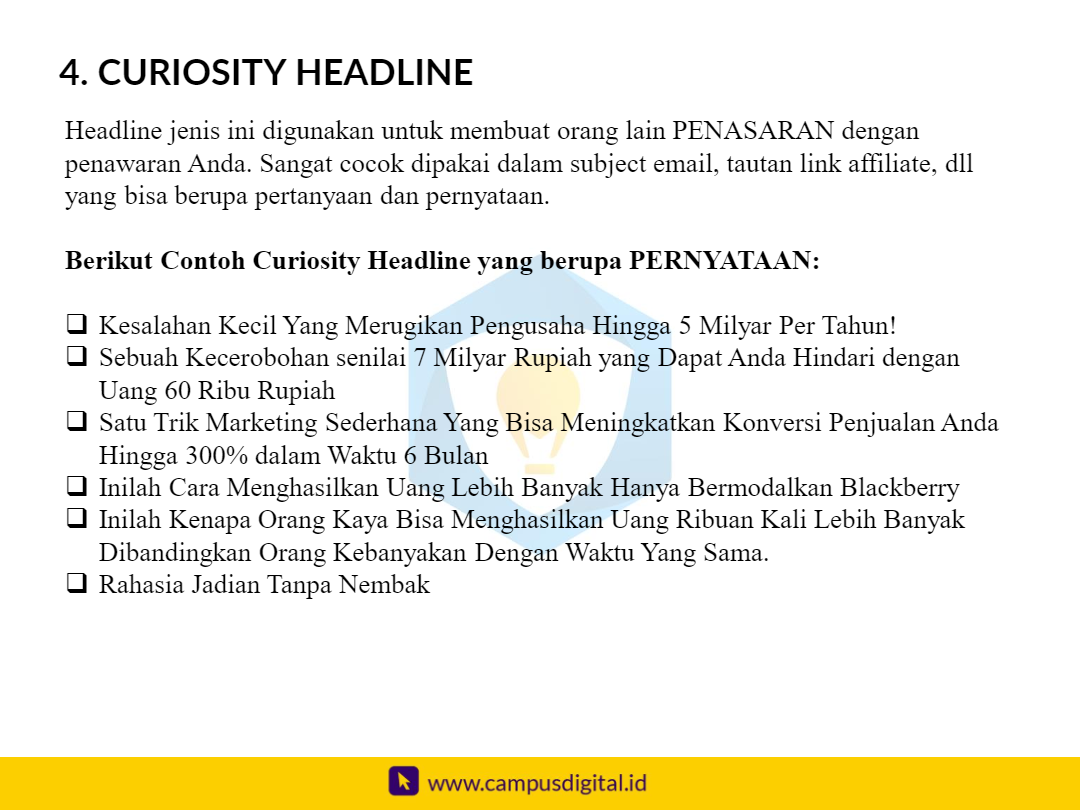 4. CURIOSITY HEADLINE
Headline jenis ini digunakan untuk membuat orang lain PENASARAN dengan
penawaran Anda. Sangat cocok dipakai dalam subject email, tautan link affiliate, dll
yang bisa berupa pertanyaan dan pernyataan.
Berikut Contoh Curiosity Headline yang berupa PERNYATAAN:
❑ Kesalahan Kecil Yang Merugikan Pengusaha Hingga 5 Milyar Per Tahun!
❑ Sebuah Kecerobohan senilai 7 Milyar Rupiah yang Dapat Anda Hindari dengan
Uang 60 Ribu Rupiah
❑ Satu Trik Marketing Sederhana Yang Bisa Meningkatkan Konversi Penjualan Anda
Hingga 300% dalam Waktu 6 Bulan
❑ Inilah Cara Menghasilkan Uang Lebih Banyak Hanya Bermodalkan Blackberry
❑ Inilah Kenapa Orang Kaya Bisa Menghasilkan Uang Ribuan Kali Lebih Banyak
Dibandingkan Orang Kebanyakan Dengan Waktu Yang Sama.
❑ Rahasia Jadian Tanpa Nembak
www.campusdigital.id